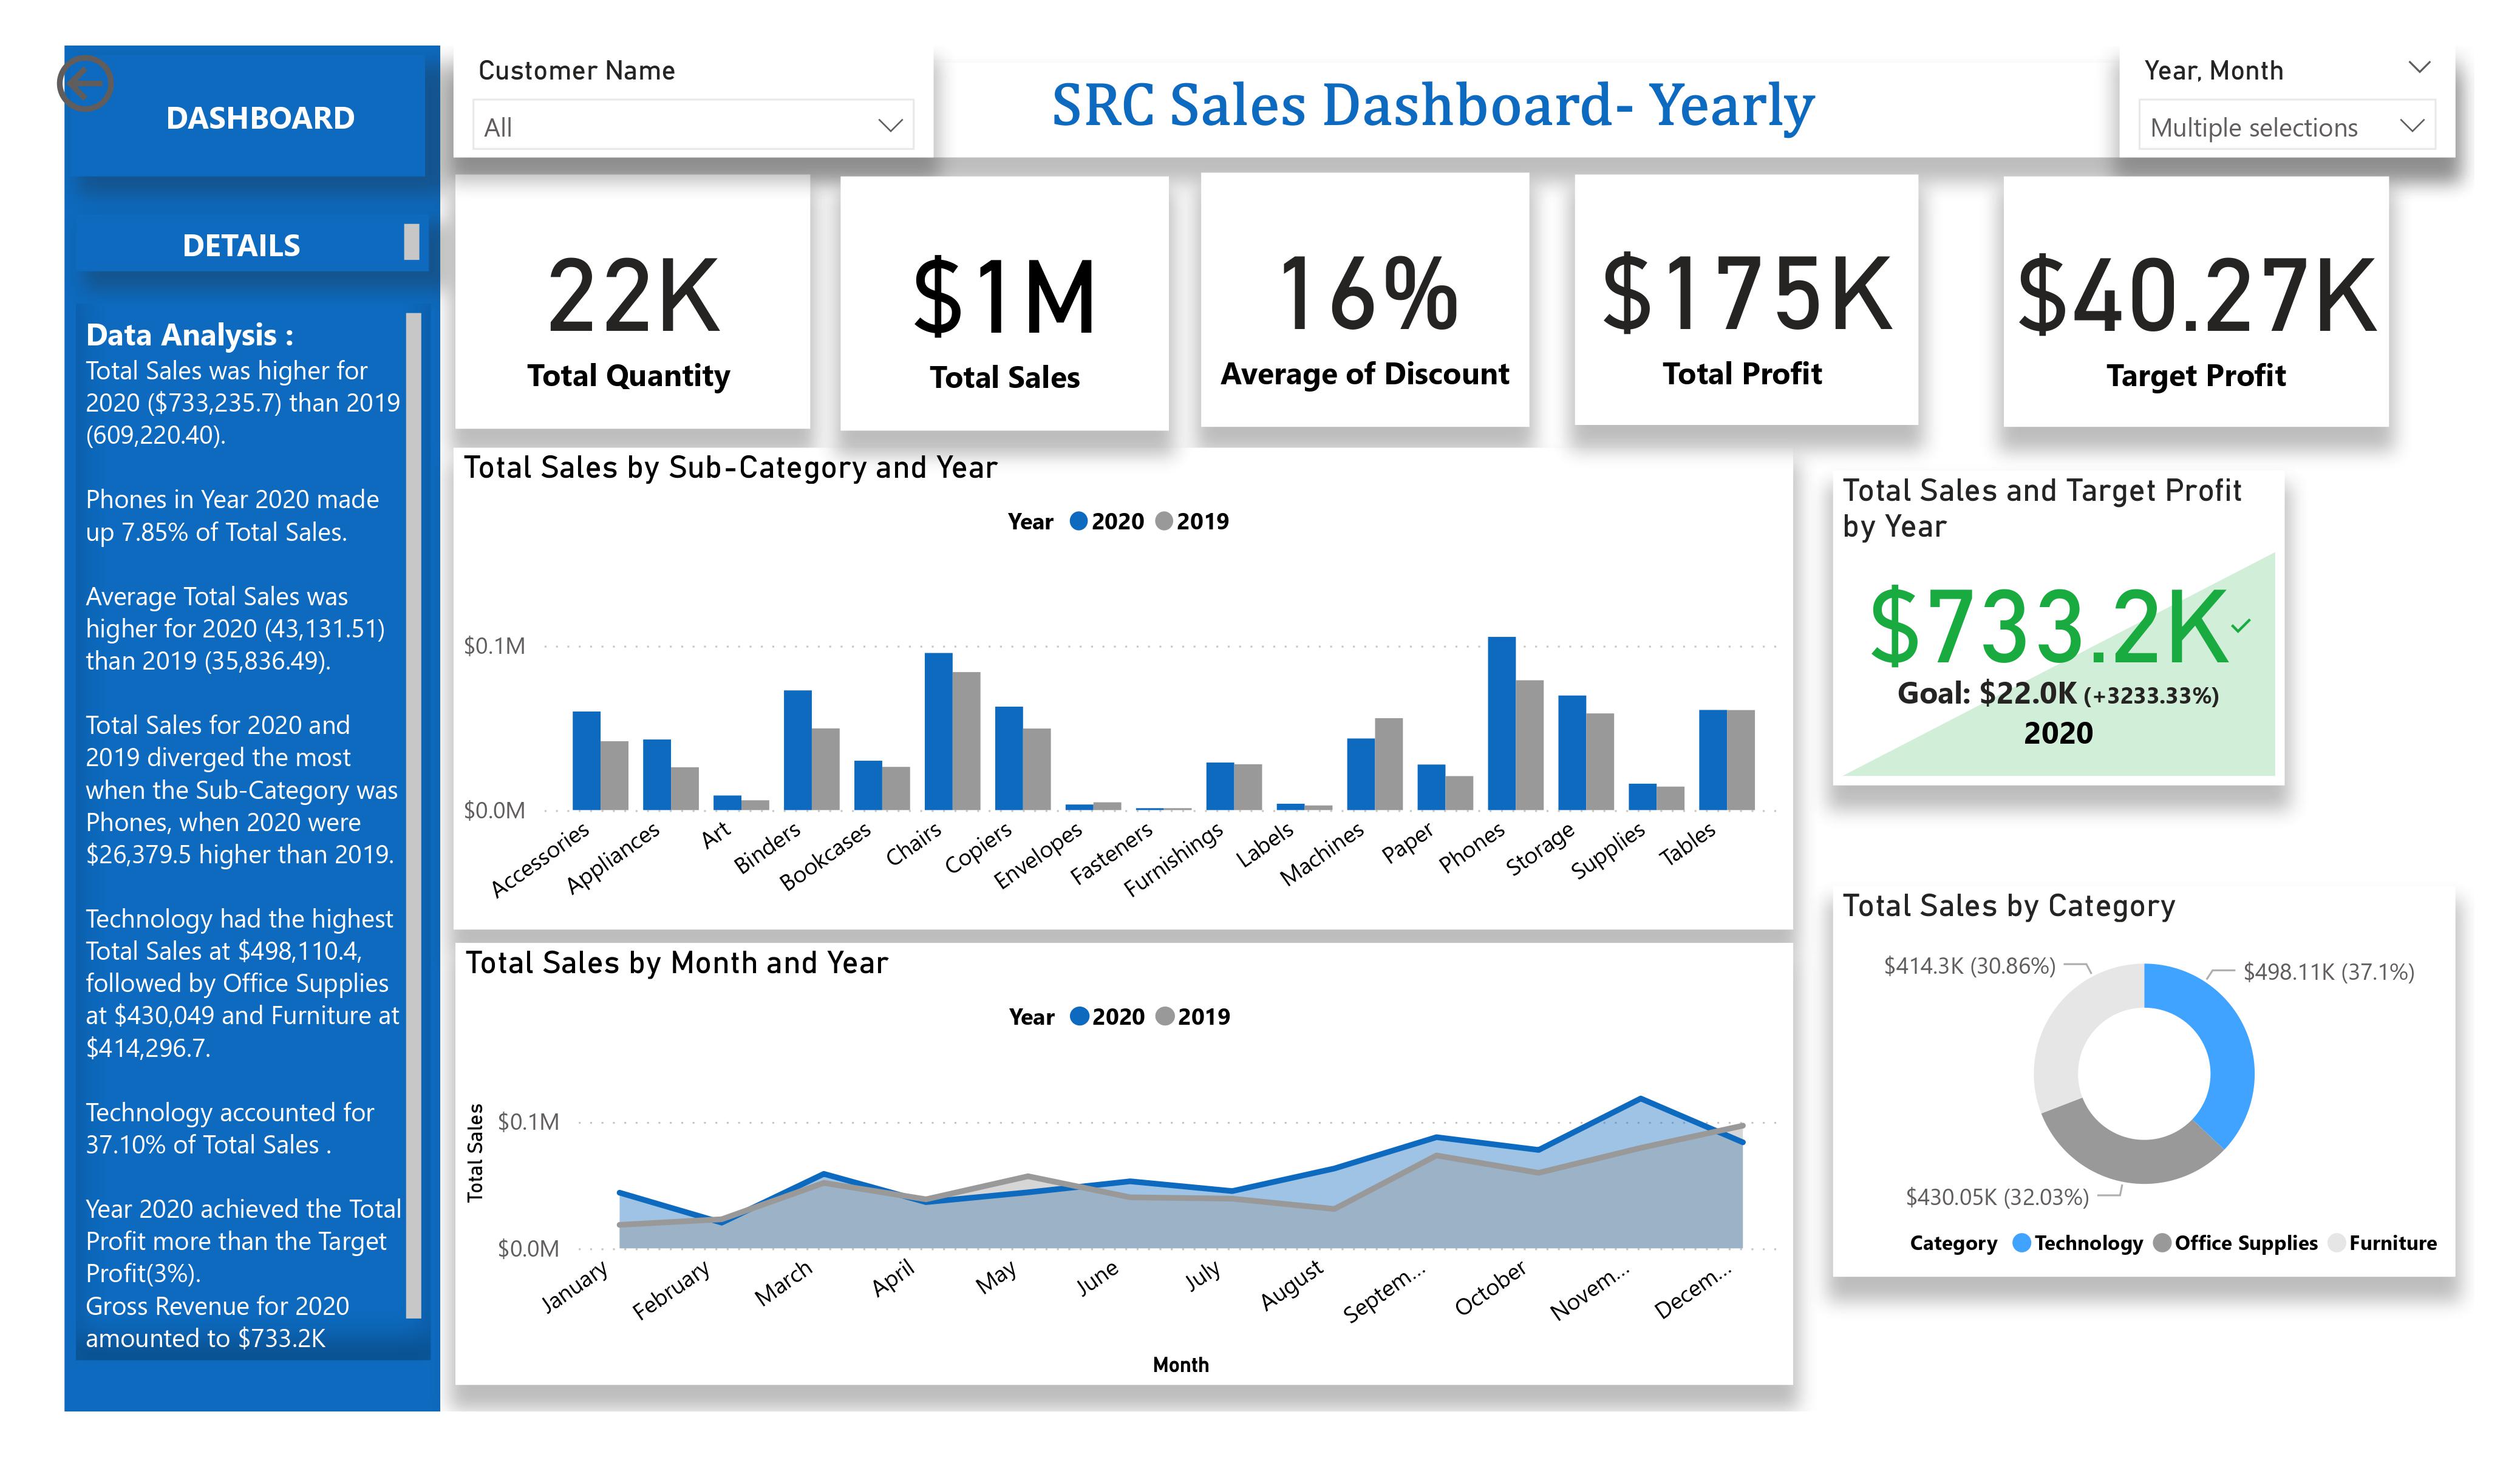 DASHBOARD
DETAILS
Data Analysis :
Total Sales was higher for
2020 ($733,235.7) than 2019
(609,220.40).
Phones in Year 2020 made
up 7.85% of Total Sales.
Average Total Sales was
higher for 2020 (43,131.51)
than 2019 (35,836.49).
Total Sales for 2020 and
2019 diverged the most
when the Sub-Category was
Phones, when 2020 were
$26,379.5 higher than 2019.
Technology had the highest
Total Sales at $498,110.4,
followed by Office Supplies
at $430,049 and Furniture at
$414,296.7.
Technology accounted for
37.10% of Total Sales .
Year 2020 achieved the Total
Profit more than the Target
Profit(3%).
Gross Revenue for 2020
amounted to $733.2K
Customer Name
All
SRC Sales Dashboard- Yearly
Year, Month
Multiple selections
22K
Total Quantity
$1M
Total Sales
16%
Average of Discount
$175K
Total Profit
$40.27K
Target Profit
Total Sales by Sub-Category and Year
Year 2020 2019
$0.1M
$0.0M
Accessories
Appliances
Art
Binders
Bookcases
Chairs
Copiers
Envelopes
Fasteners
Furnishings
Labels
Machines
Paper
Phones
Storage
Supplies
Tables
Total Sales and Target Profit
by Year
$733.2K
Goal: $22.0K (+3233.33%)
2020
Total Sales by Month and Year
Year 2020 2019
Total Sales
$0.1M
$0.0M
January
February
March
April
May
June
July
August
Septem...
October
Novem...
Decem...
Month
Total Sales by Category
$414.3K (30.86%)
$498.11K (37.1%)
$430.05K (32.03%)
Category Technology Office Supplies Furniture